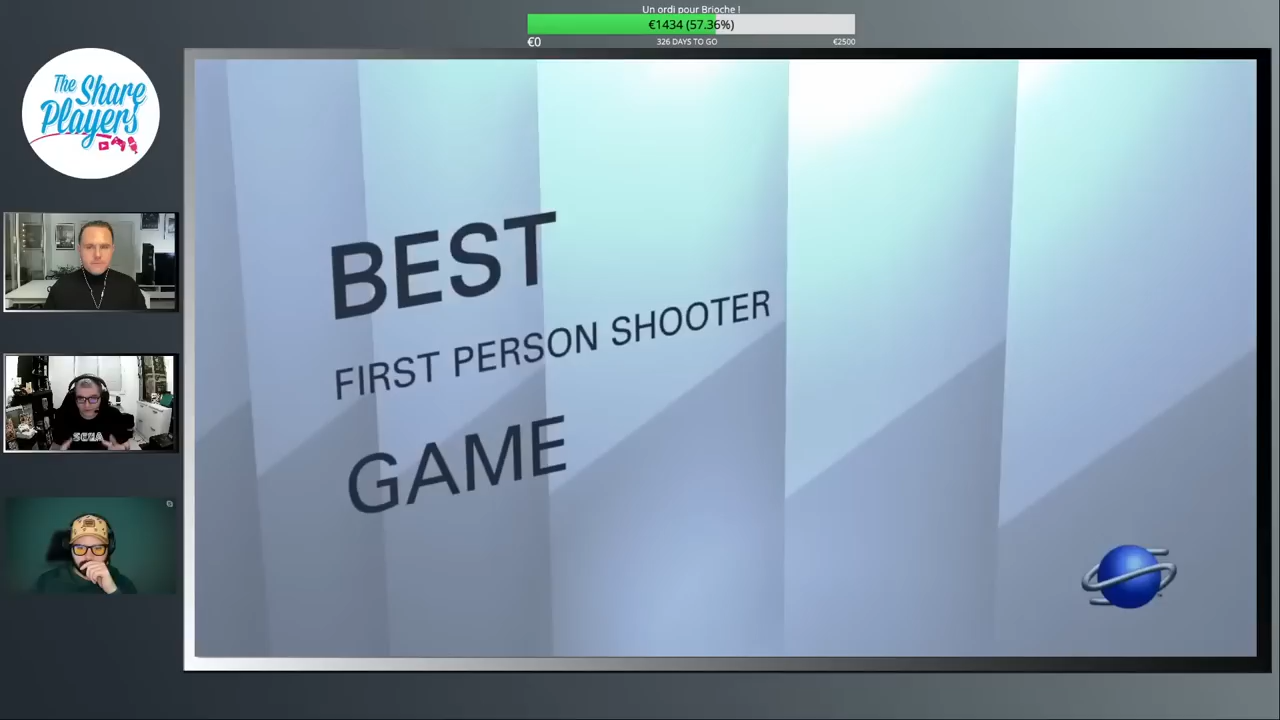 Un ordi pour Brioche !
€1434 (57.36%)
€0
326 DAYS TO GO
€2500
The Share
Players
SEGA
BEST
FIRST PERSON SHOOTER
GAME